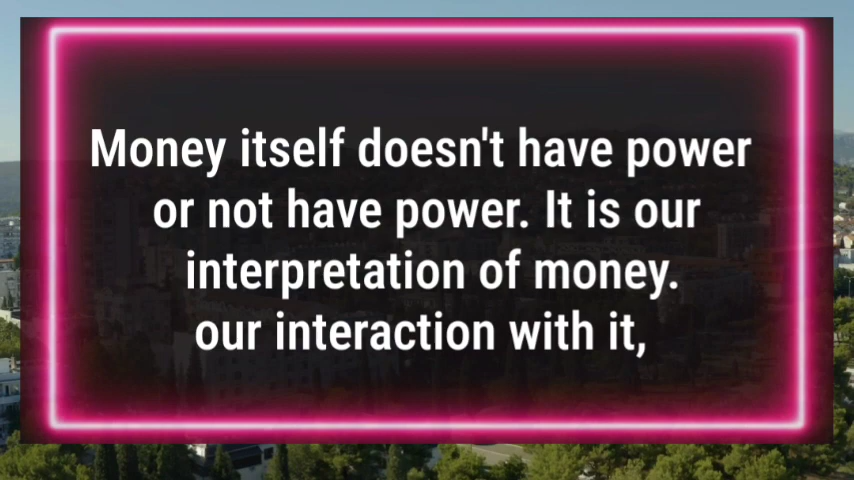 Money itself doesn't have power
or not have power. It is our
interpretation of money.
our interaction with it,